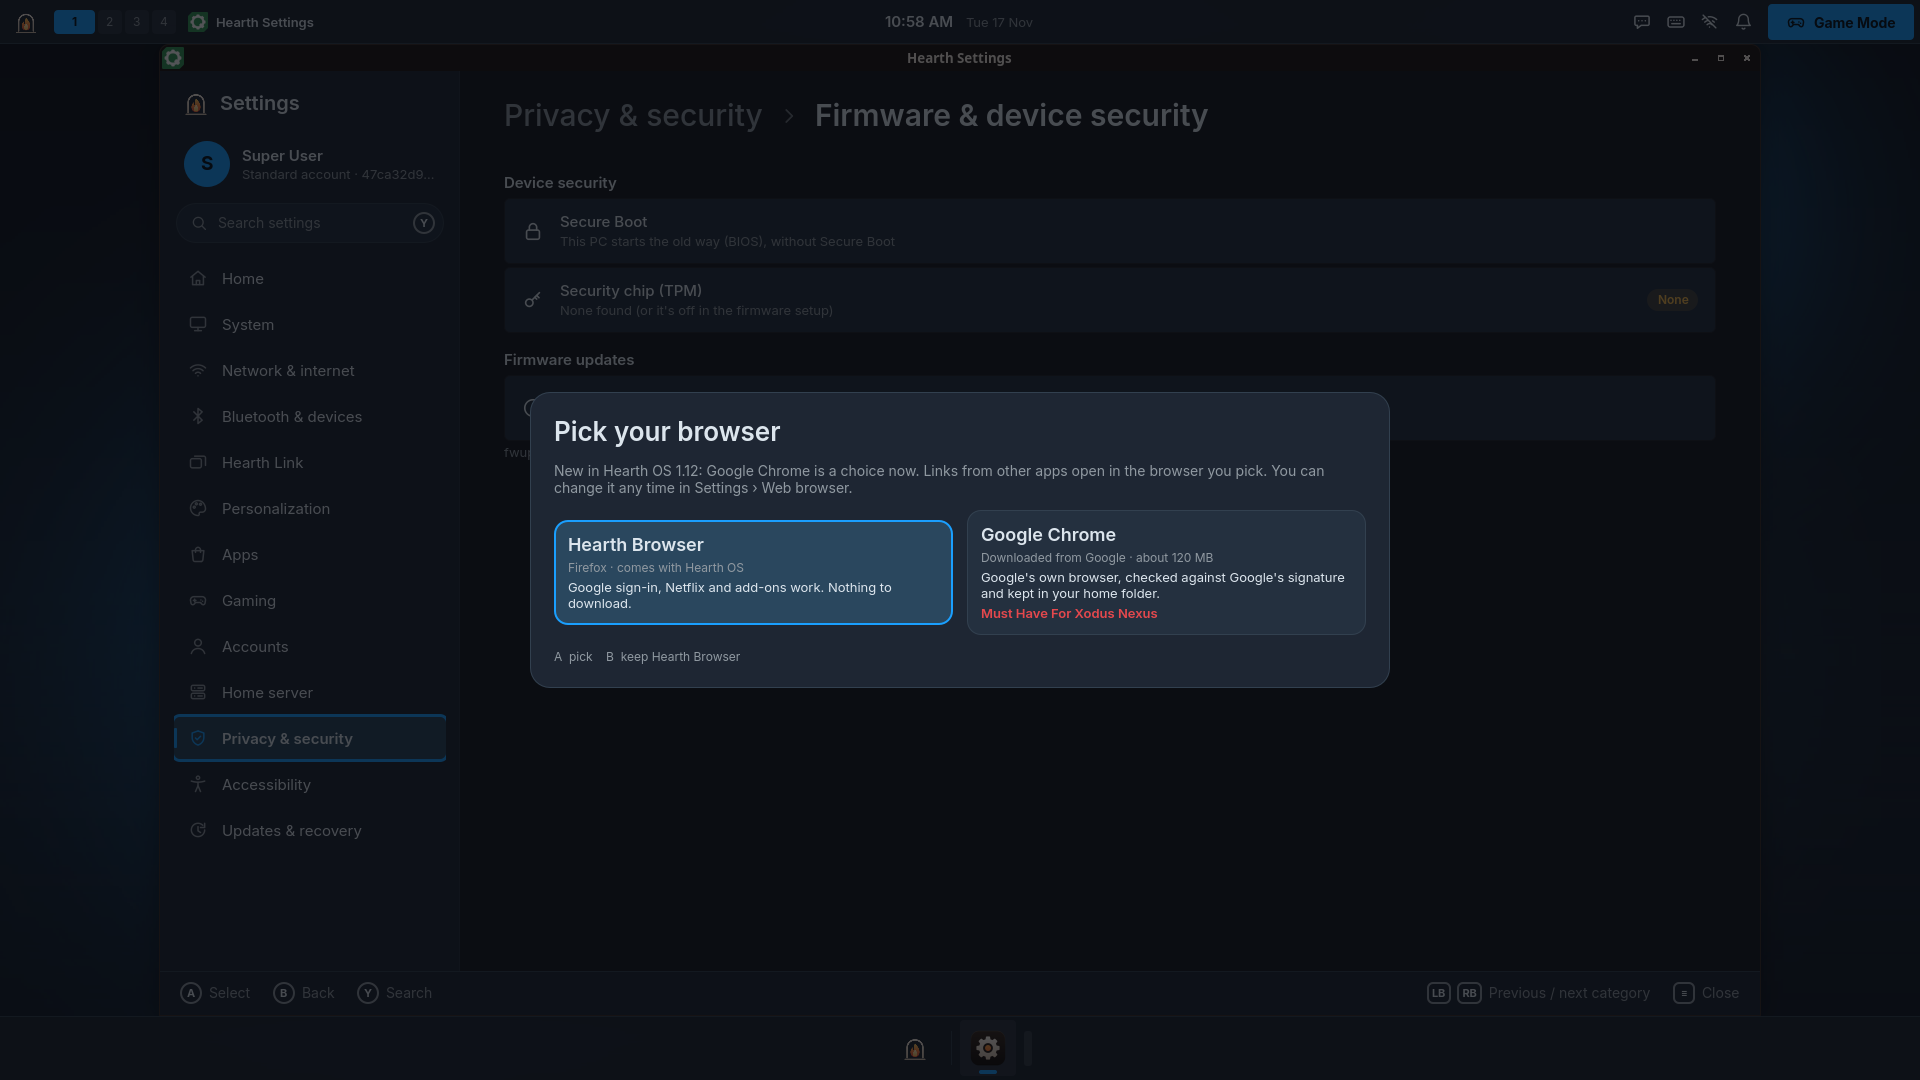 1 2 3 4 Hearth Settings 10:58 AM Tue 17 Nov Game Mode
Hearth Settings
Settings
S Super User
Standard account · 47ca32d9...
Search settings Y
Home
System
Network & internet
Bluetooth & devices
Hearth Link
Personalization
Apps
Gaming
Accounts
Home server
Privacy & security
Accessibility
Updates & recovery
Privacy & security › Firmware & device security
Device security
Secure Boot
This PC starts the old way (BIOS), without Secure Boot
Security chip (TPM)
None found (or it's off in the firmware setup)
None
Firmware updates
Pick your browser
New in Hearth OS 1.12: Google Chrome is a choice now. Links from other apps open in the browser you pick. You can
change it any time in Settings › Web browser.
Hearth Browser
Firefox · comes with Hearth OS
Google sign-in, Netflix and add-ons work. Nothing to
download.
Google Chrome
Downloaded from Google · about 120 MB
Google's own browser, checked against Google's signature
and kept in your home folder.
Must Have For Xodus Nexus
A pick B keep Hearth Browser
A Select B Back Y Search LB RB Previous / next category ≡ Close